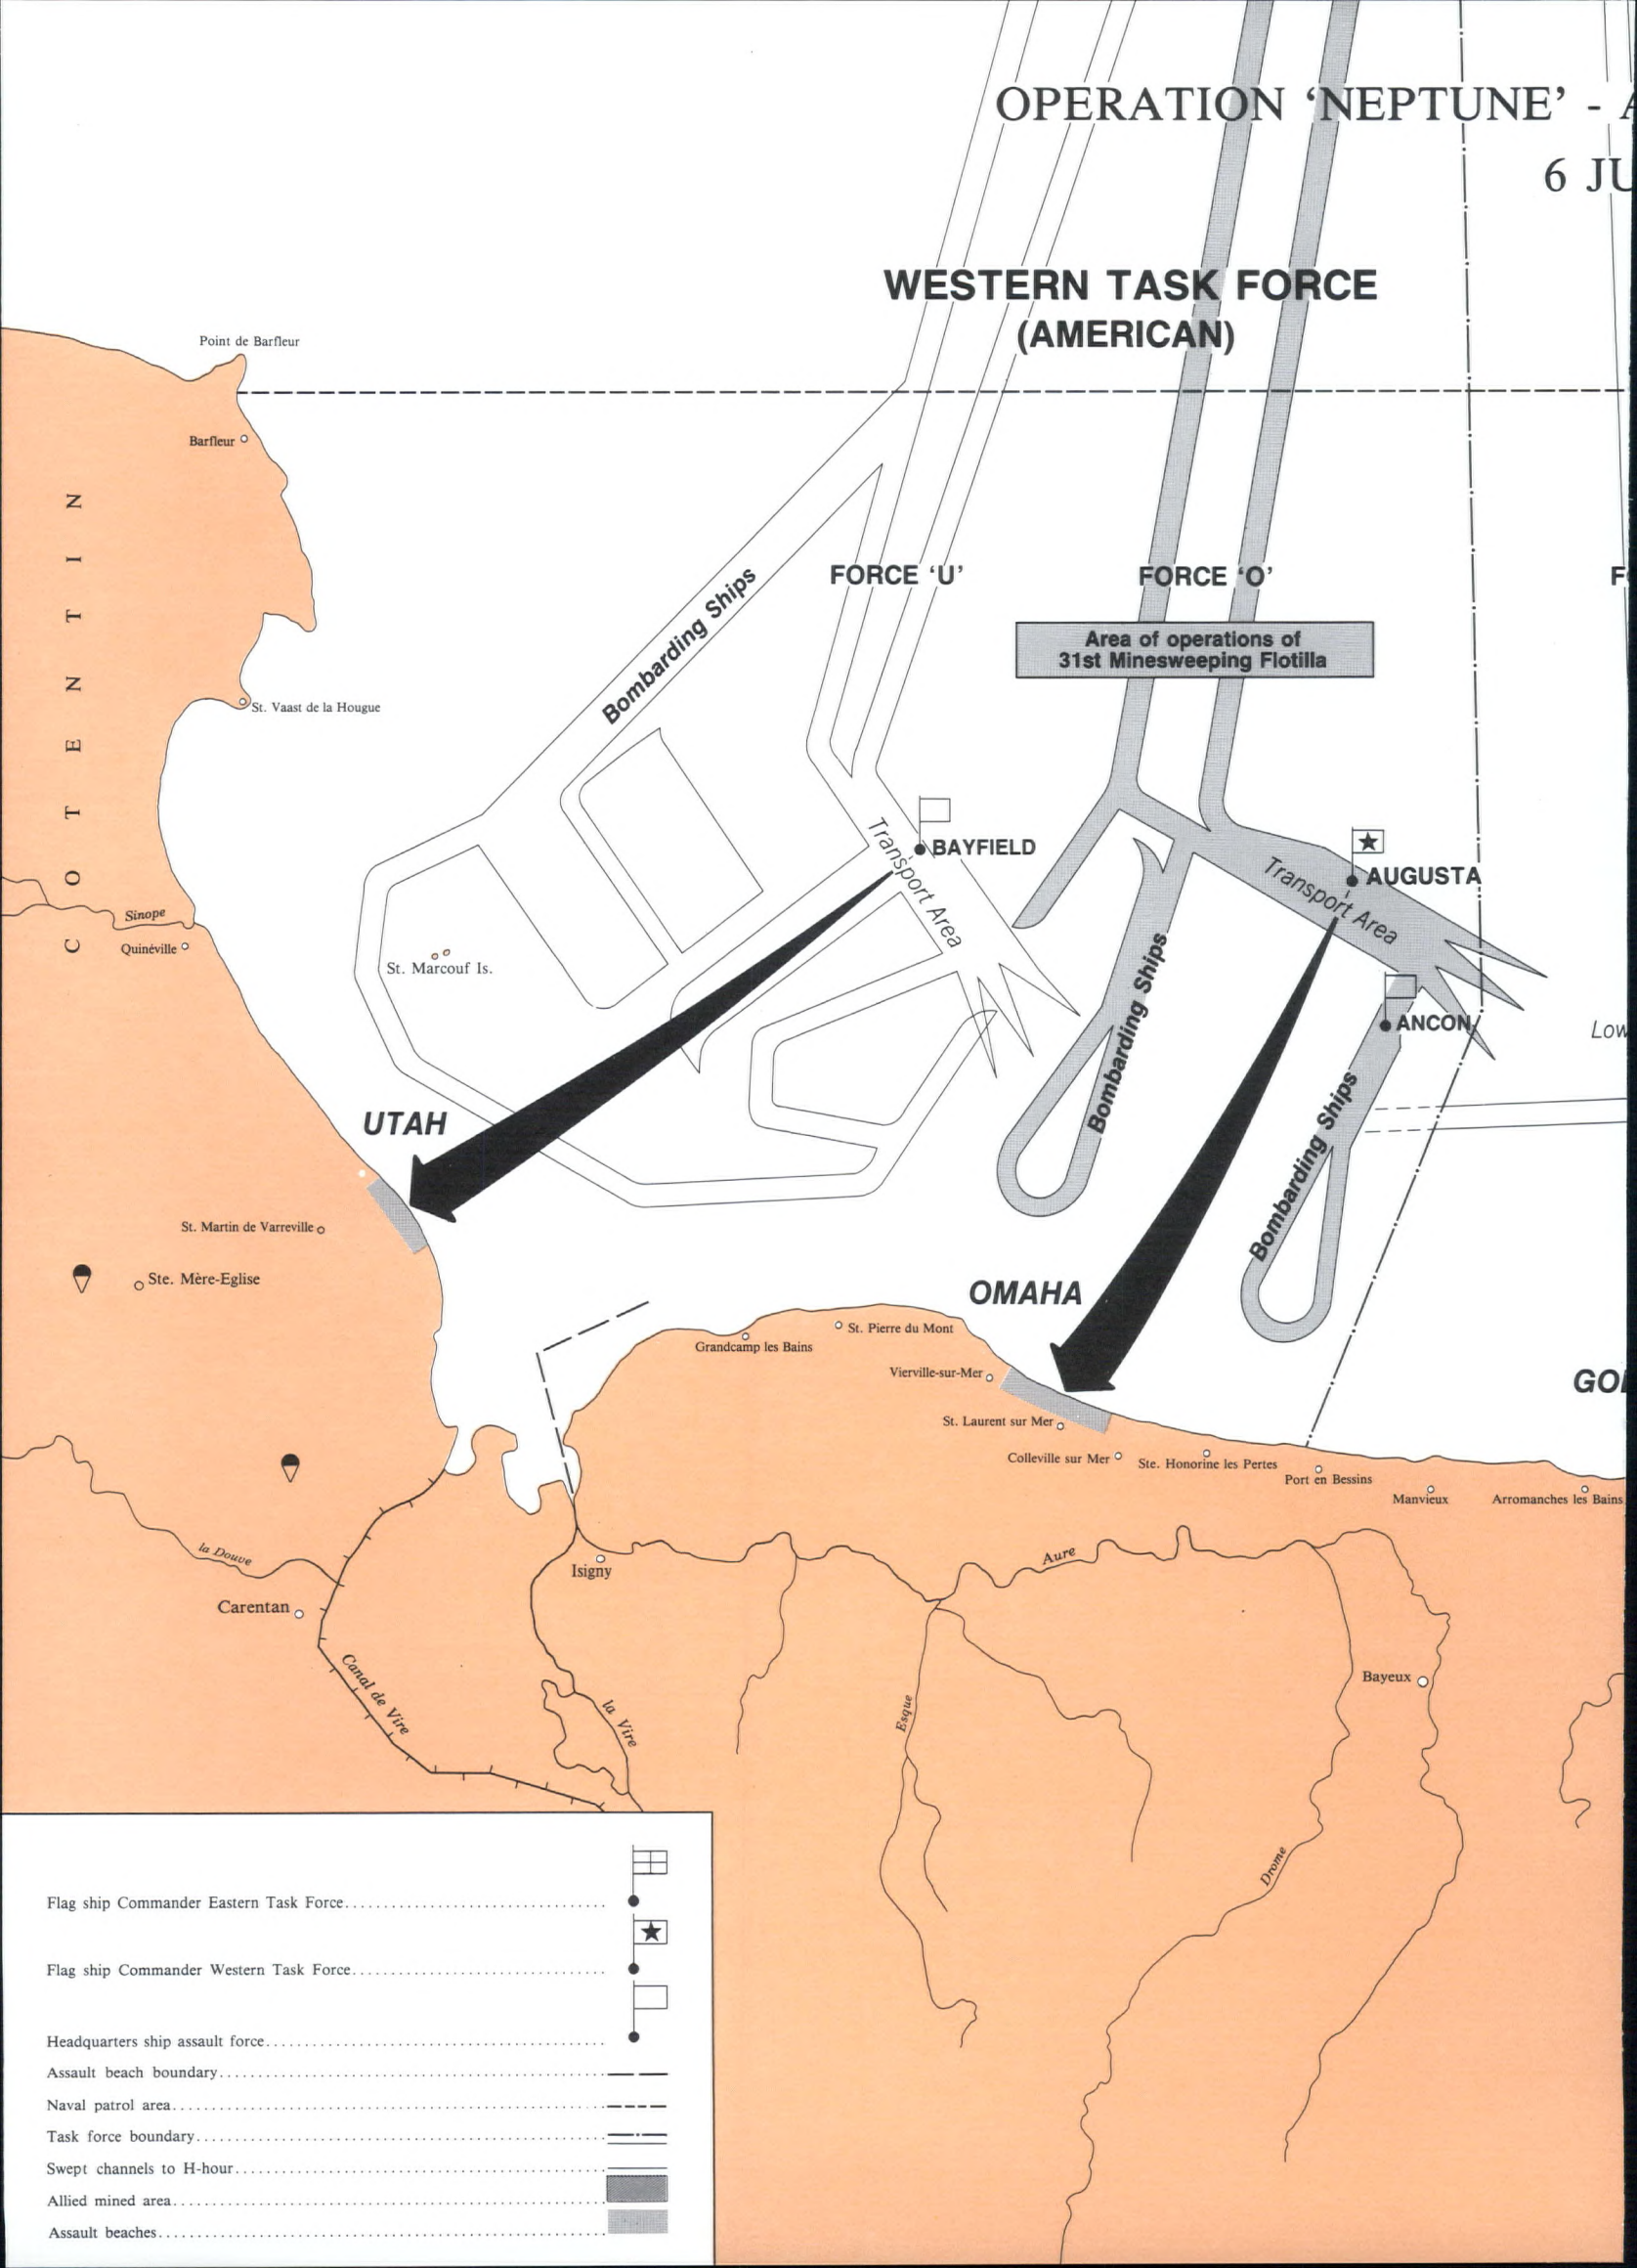 OPERATION ‘NEPTUNE’ - A
6 JU
WESTERN TASK FORCE
(AMERICAN)
Point de Barfleur
Barfleur
COTENTIN
FORCE ‘U’
FORCE ‘O’
F
Bombarding Ships
Area of operations of
31st Minesweeping Flotilla
St. Vaast de la Hougue
Transport Area
BAYFIELD
Transport Area
AUGUSTA
Sinope
Quinéville
St. Marcouf Is.
Bombarding Ships
ANCON
Low
Bombarding Ships
UTAH
St. Martin de Varreville
Ste. Mère-Eglise
OMAHA
Grandcamp les Bains
St. Pierre du Mont
Vierville-sur-Mer
GOL
St. Laurent sur Mer
Colleville sur Mer
Ste. Honorine les Pertes
Port en Bessins
Manvieux
Arromanches les Bains
la Douve
Isigny
Aure
Carentan
Canal de Vire
la Vire
Esque
Bayeux
Drome
Flag ship Commander Eastern Task Force
Flag ship Commander Western Task Force
Headquarters ship assault force
Assault beach boundary
Naval patrol area
Task force boundary
Swept channels to H-hour
Allied mined area
Assault beaches